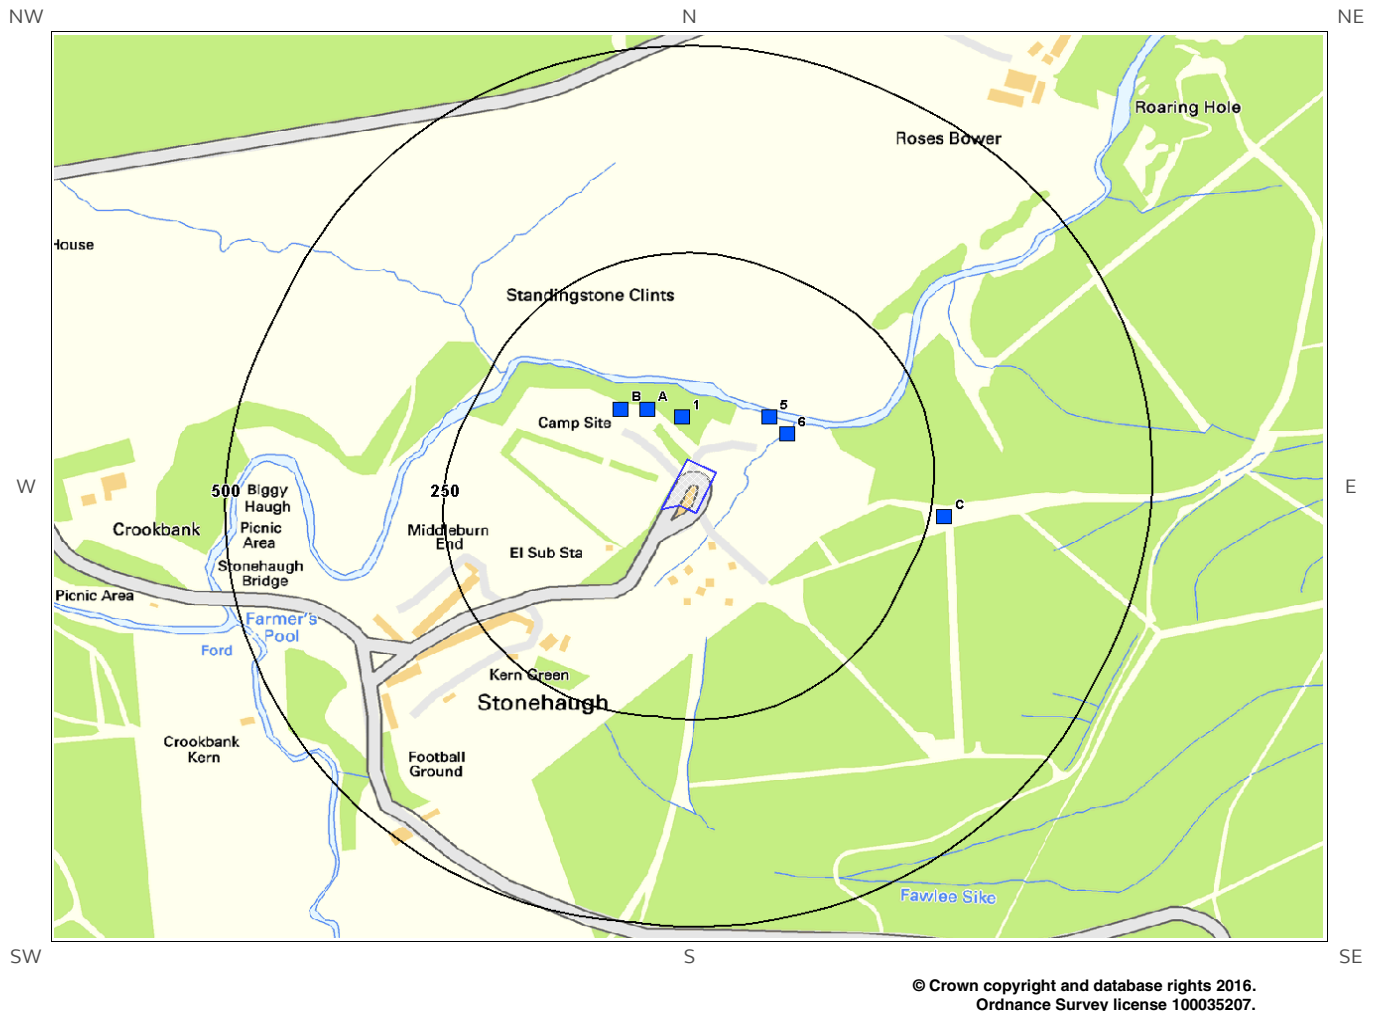 NW
N
NE
Roaring Hole
Roses Bower
House
Standingstone Clints
B
A
1
5
Camp Site
6
W
500
Biggy
Haugh
250
E
C
Crookbank
Picnic
Area
Middleburn
End
El Sub Sta
Stonehaugh
Bridge
Picnic Area
Farmer's
Pool
Ford
Kern Green
Stonehaugh
Crookbank
Kern
Football
Ground
Fawlee Sike
SW
S
SE
© Crown copyright and database rights 2016.
Ordnance Survey license 100035207.